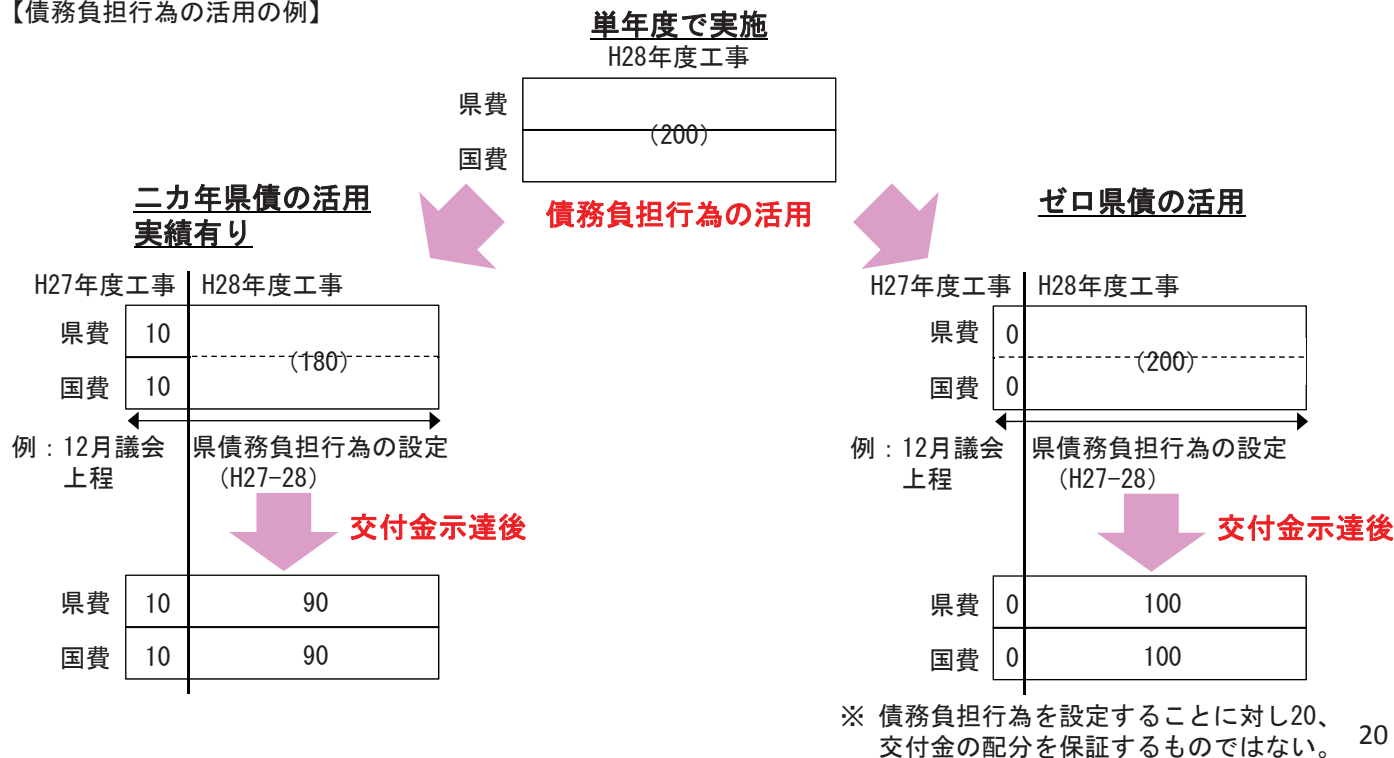 【債務負担行為の活用の例】
単年度で実施
H28年度工事
県費
(200)
国費
債務負担行為の活用
二カ年県債の活用
実績有り
H27年度工事 H28年度工事
県費 10
(180)
国費 10
例：12月議会
上程
県債務負担行為の設定
(H27-28)
交付金示達後
県費 10 90
国費 10 90
ゼロ県債の活用
H27年度工事 H28年度工事
県費 0
(200)
国費 0
例：12月議会
上程
県債務負担行為の設定
(H27-28)
交付金示達後
県費 0 100
国費 0 100
※ 債務負担行為を設定することに対し20、
交付金の配分を保証するものではない。
20